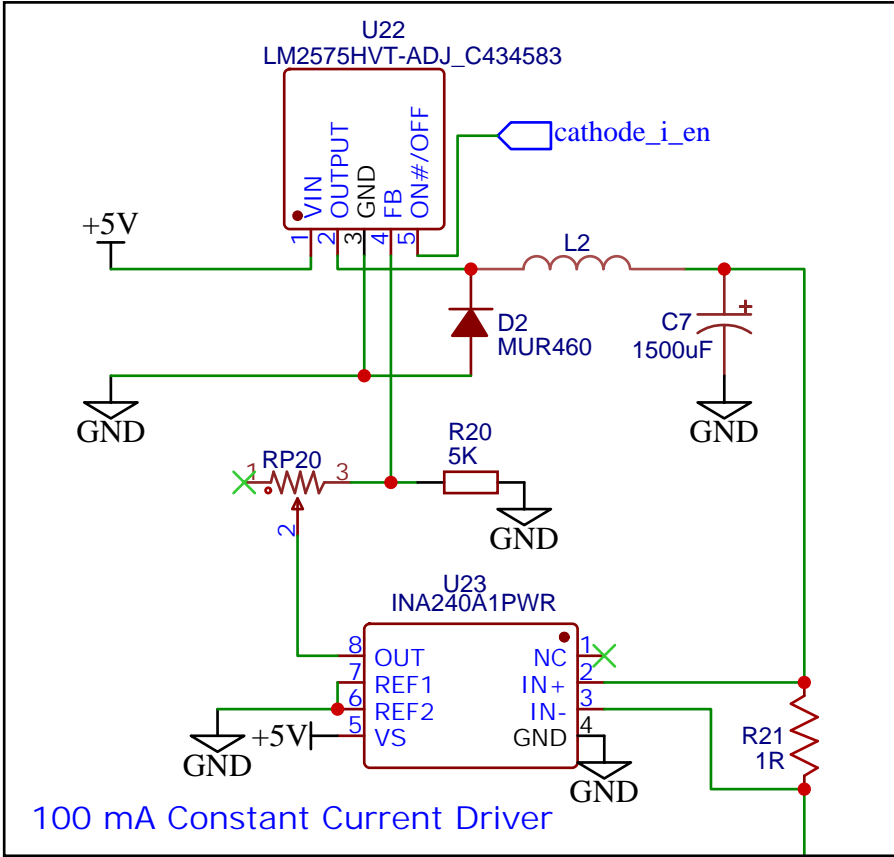 U22
LM2575HVT-ADJ_C434583
VIN
OUTPUT
GND
FB
ON#/OFF
1
2
3
4
5
cathode_i_en
+5V
L2
D2
MUR460
C7
1500uF
+
GND
GND
RP20
1
3
2
R20
5K
GND
U23
INA240A1PWR
8
OUT
7
REF1
6
REF2
5
VS
NC
1
IN+
2
IN-
3
GND
4
GND
+5V
GND
R21
1R
100 mA Constant Current Driver